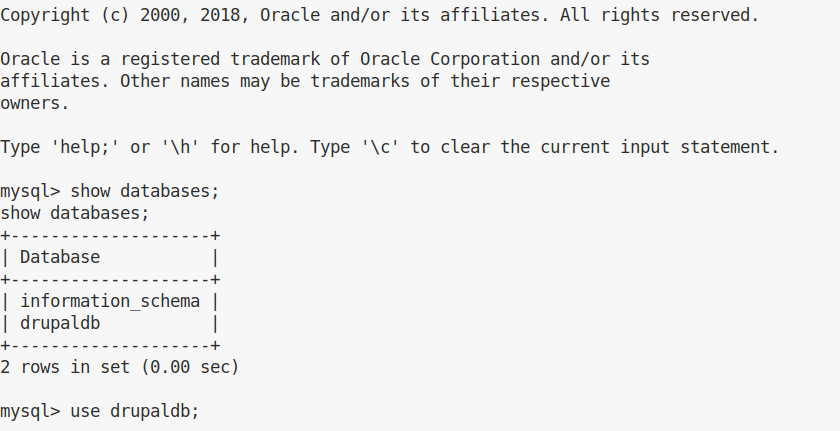 Copyright (c) 2000, 2018, Oracle and/or its affiliates. All rights reserved.
Oracle is a registered trademark of Oracle Corporation and/or its
affiliates. Other names may be trademarks of their respective
owners.
Type 'help;' or '\h' for help. Type '\c' to clear the current input statement.
mysql> show databases;
show databases;
+--------------------+
| Database           |
+--------------------+
| information_schema |
| drupaldb           |
+--------------------+
2 rows in set (0.00 sec)
mysql> use drupaldb;